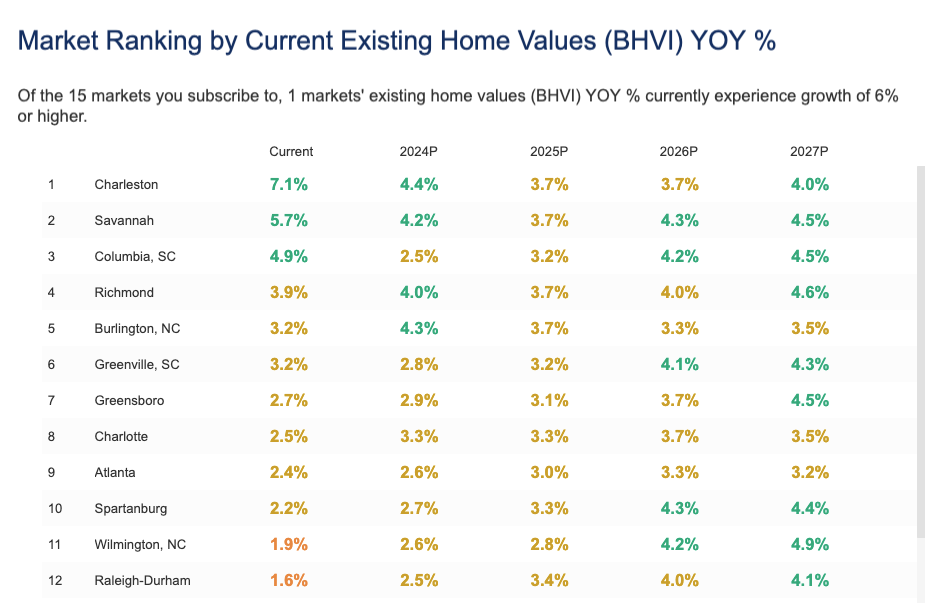 Market Ranking by Current Existing Home Values (BHVI) YOY %
Of the 15 markets you subscribe to, 1 markets' existing home values (BHVI) YOY % currently experience growth of 6%
or higher.
Current 2024P 2025P 2026P 2027P
1 Charleston 7.1% 4.4% 3.7% 3.7% 4.0%
2 Savannah 5.7% 4.2% 3.7% 4.3% 4.5%
3 Columbia, SC 4.9% 2.5% 3.2% 4.2% 4.5%
4 Richmond 3.9% 4.0% 3.7% 4.0% 4.6%
5 Burlington, NC 3.2% 4.3% 3.7% 3.3% 3.5%
6 Greenville, SC 3.2% 2.8% 3.2% 4.1% 4.3%
7 Greensboro 2.7% 2.9% 3.1% 3.7% 4.5%
8 Charlotte 2.5% 3.3% 3.3% 3.7% 3.5%
9 Atlanta 2.4% 2.6% 3.0% 3.3% 3.2%
10 Spartanburg 2.2% 2.7% 3.3% 4.3% 4.4%
11 Wilmington, NC 1.9% 2.6% 2.8% 4.2% 4.9%
12 Raleigh-Durham 1.6% 2.5% 3.4% 4.0% 4.1%